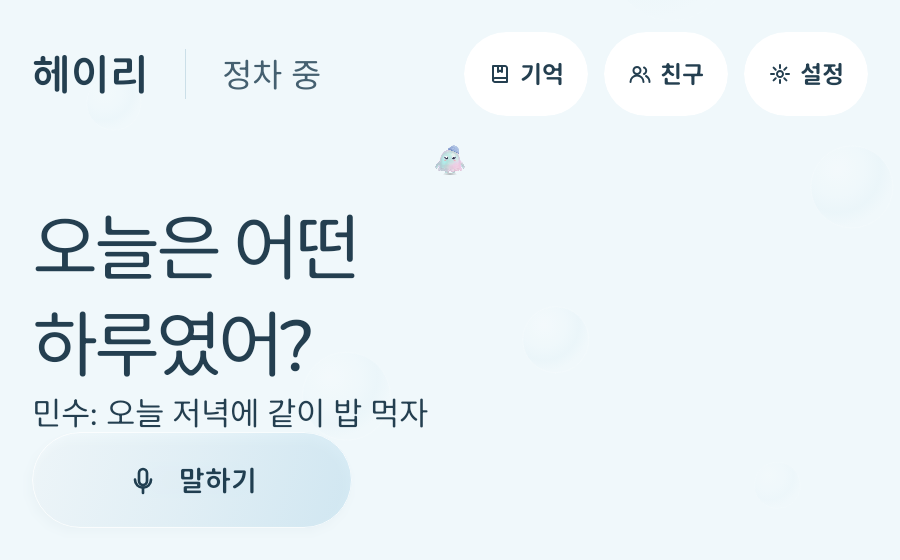 헤이리
정차 중
기억
친구
설정
오늘은 어떤
하루였어?
민수: 오늘 저녁에 같이 밥 먹자
말하기